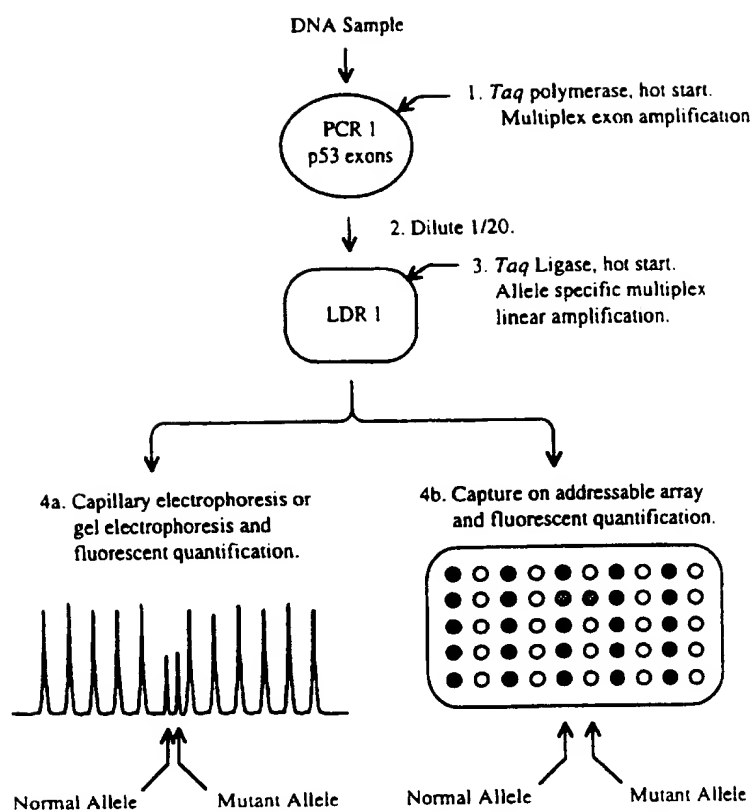 DNA Sample
1. Taq polymerase, hot start.
Multiplex exon amplification
PCR 1
p53 exons
2. Dilute 1/20.
3. Taq Ligase, hot start.
Allele specific multiplex
linear amplification.
LDR 1
4a. Capillary electrophoresis or
gel electrophoresis and
fluorescent quantification.
4b. Capture on addressable array
and fluorescent quantification.
Normal Allele
Mutant Allele
Normal Allele
Mutant Allele